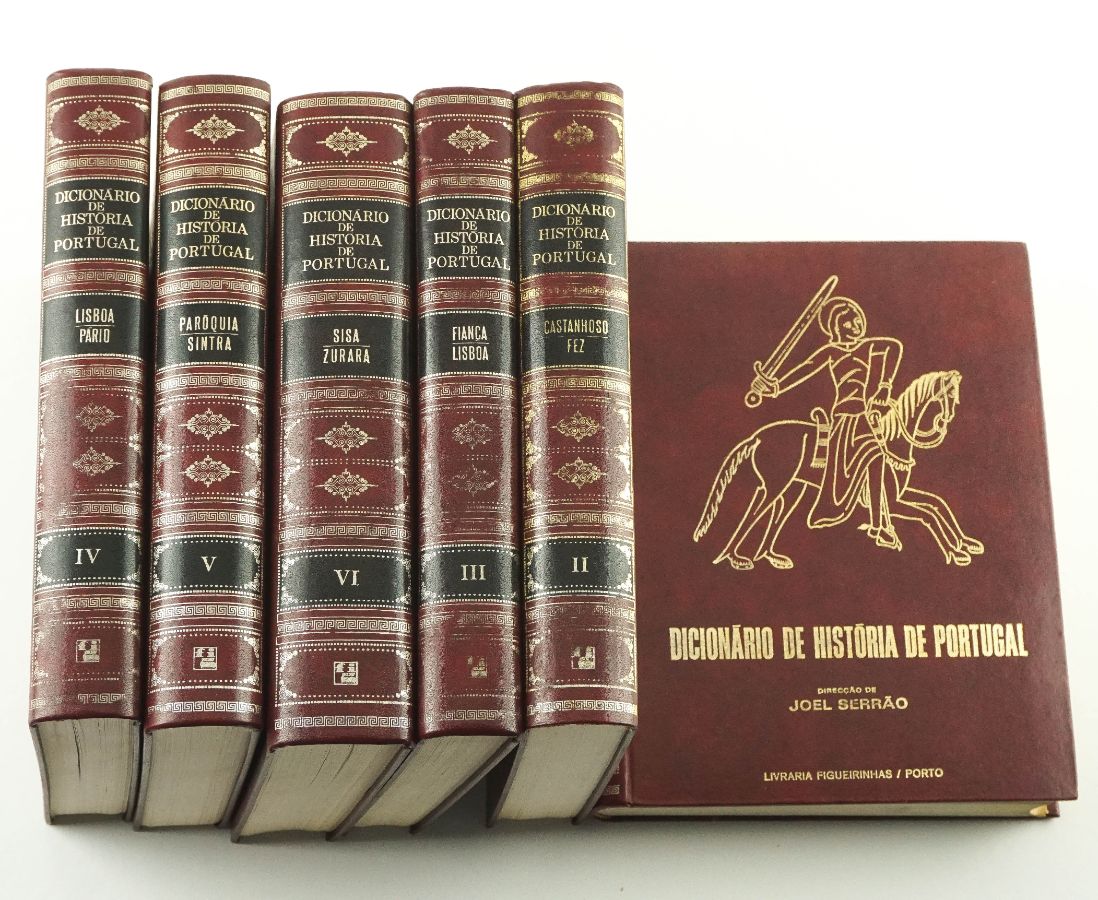 DICIONÁRIO
DE
HISTÓRIA
DE
PORTUGAL
LISBOA
PÁRIO
IV
DICIONÁRIO
DE
HISTÓRIA
DE
PORTUGAL
PARÓQUIA
SINTRA
V
DICIONÁRIO
DE
HISTÓRIA
DE
PORTUGAL
SISA
ZURARA
VI
DICIONÁRIO
DE
HISTÓRIA
DE
PORTUGAL
FIANÇA
LISBOA
III
DICIONÁRIO
DE
HISTÓRIA
DE
PORTUGAL
CASTANHOSO
FEZ
II
DICIONÁRIO DE HISTÓRIA DE PORTUGAL
DIRECÇÃO DE
JOEL SERRÃO
LIVRARIA FIGUEIRINHAS / PORTO